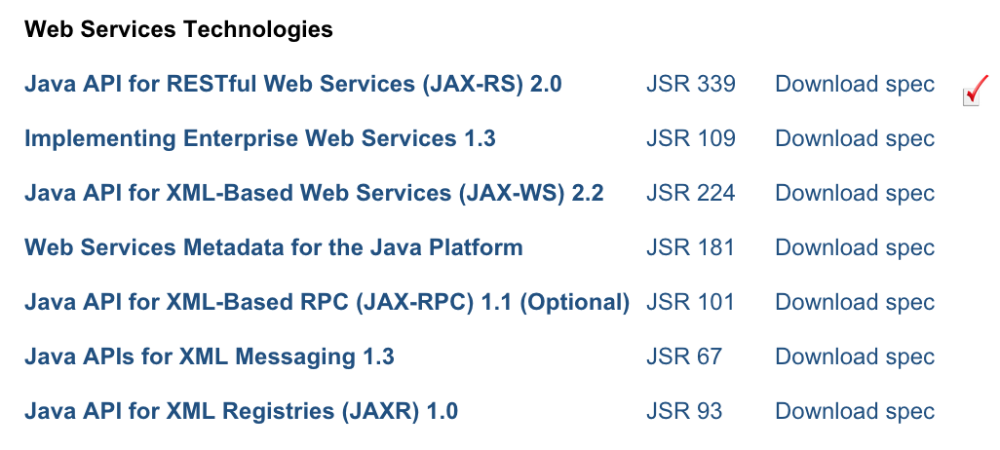 Web Services Technologies
Java API for RESTful Web Services (JAX-RS) 2.0 JSR 339 Download spec
Implementing Enterprise Web Services 1.3 JSR 109 Download spec
Java API for XML-Based Web Services (JAX-WS) 2.2 JSR 224 Download spec
Web Services Metadata for the Java Platform JSR 181 Download spec
Java API for XML-Based RPC (JAX-RPC) 1.1 (Optional) JSR 101 Download spec
Java APIs for XML Messaging 1.3 JSR 67 Download spec
Java API for XML Registries (JAXR) 1.0 JSR 93 Download spec